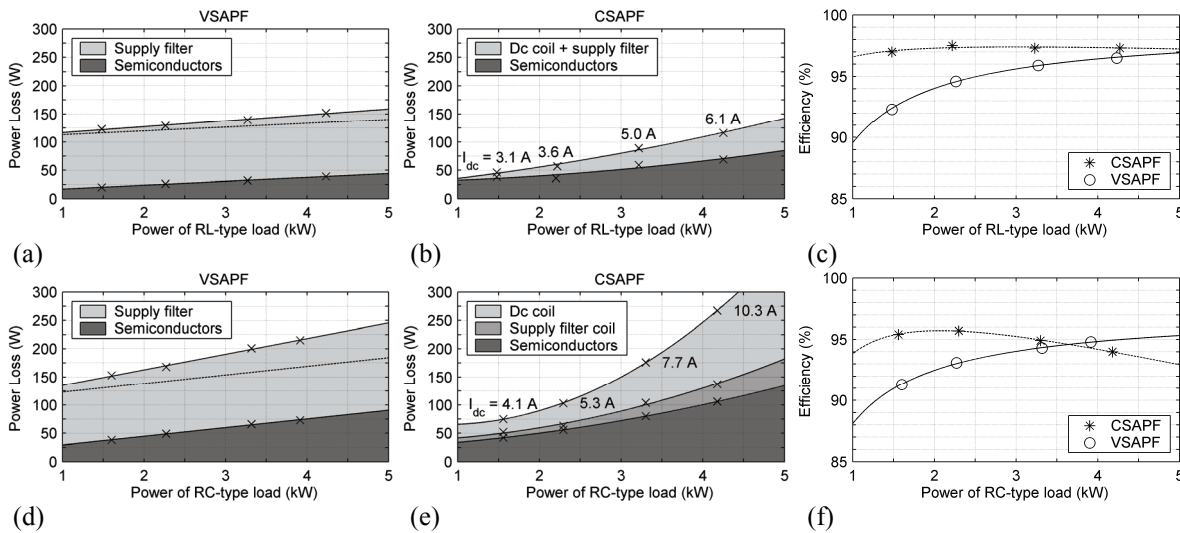 VSAPF
300
250
200
150
100
50
0
Power Loss (W)
Supply filter
Semiconductors
1 2 3 4 5
Power of RL-type load (kW)
(a)
CSAPF
300
250
200
150
100
50
0
Power Loss (W)
Dc coil + supply filter
Semiconductors
Idc = 3.1 A
3.6 A
5.0 A
6.1 A
1 2 3 4 5
Power of RL-type load (kW)
(b)
100
95
90
85
Efficiency (%)
CSAPF
VSAPF
1 2 3 4 5
Power of RL-type load (kW)
(c)
VSAPF
300
250
200
150
100
50
0
Power Loss (W)
Supply filter
Semiconductors
1 2 3 4 5
Power of RC-type load (kW)
(d)
CSAPF
300
250
200
150
100
50
0
Power Loss (W)
Dc coil
Supply filter coil
Semiconductors
Idc = 4.1 A
5.3 A
7.7 A
10.3 A
1 2 3 4 5
Power of RC-type load (kW)
(e)
100
95
90
85
Efficiency (%)
CSAPF
VSAPF
1 2 3 4 5
Power of RC-type load (kW)
(f)